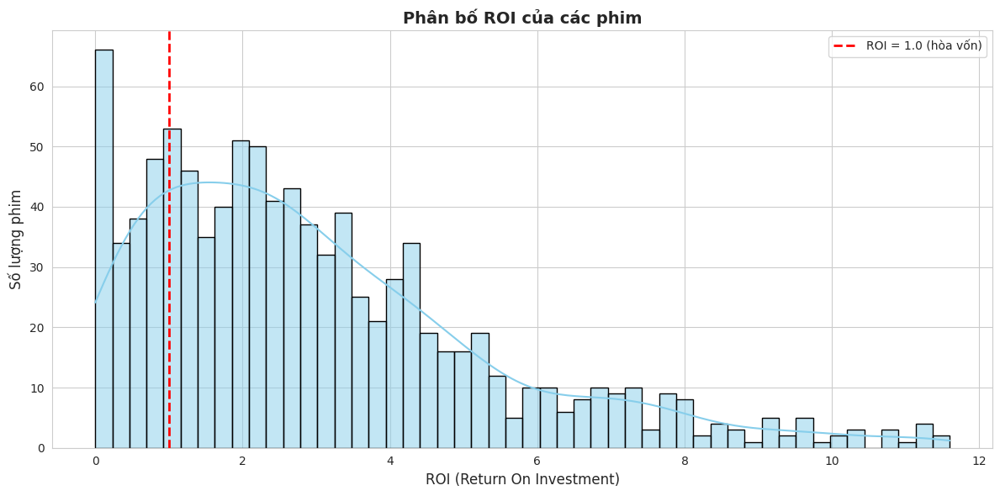 Phân bố ROI của các phim
ROI = 1.0 (hòa vốn)
Số lượng phim
60
50
40
30
20
10
0
0 2 4 6 8 10 12
ROI (Return On Investment)